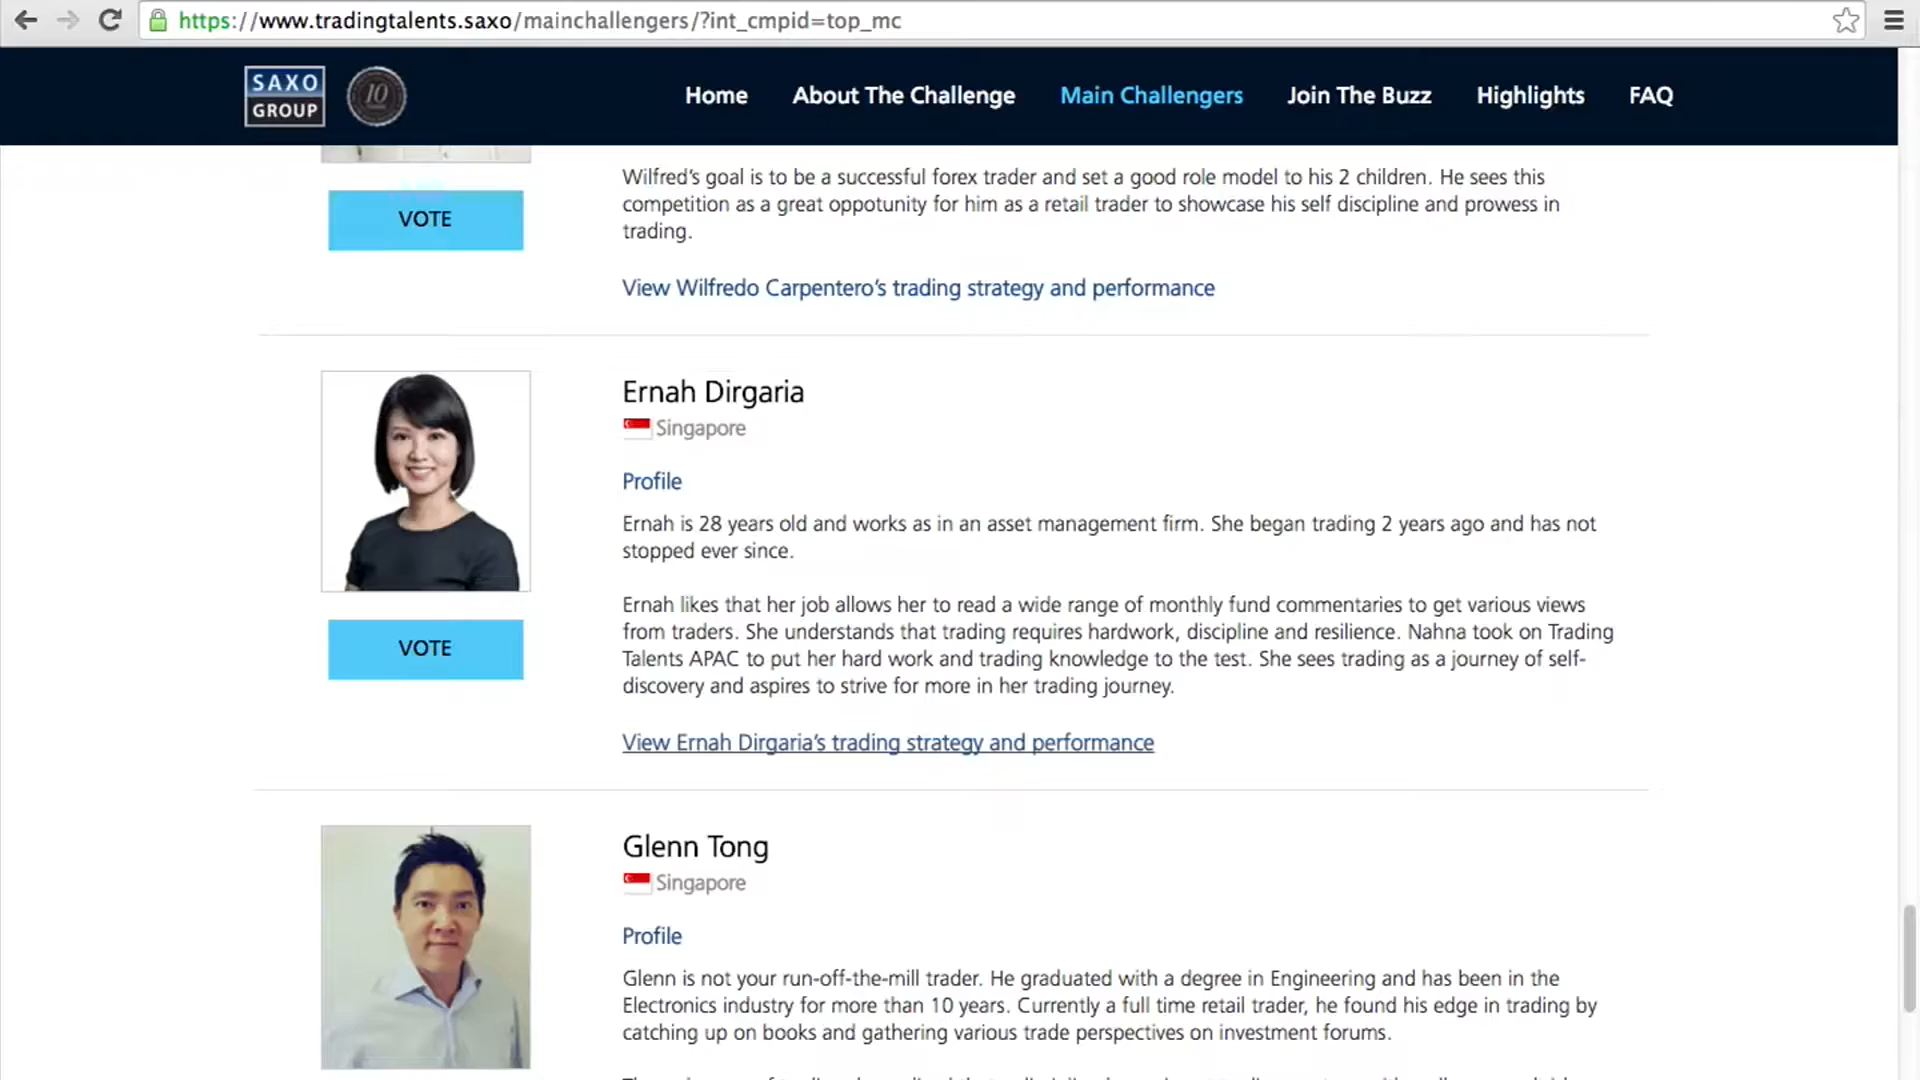 https://www.tradingtalents.saxo/mainchallengers/?int_cmpid=top_mc
SAXO
GROUP
10
Home
About The Challenge
Main Challengers
Join The Buzz
Highlights
FAQ
Wilfred's goal is to be a successful forex trader and set a good role model to his 2 children. He sees this
competition as a great oppotunity for him as a retail trader to showcase his self discipline and prowess in
trading.
VOTE
View Wilfredo Carpentero's trading strategy and performance
Ernah Dirgaria
Singapore
Profile
Ernah is 28 years old and works as in an asset management firm. She began trading 2 years ago and has not
stopped ever since.
Ernah likes that her job allows her to read a wide range of monthly fund commentaries to get various views
from traders. She understands that trading requires hardwork, discipline and resilience. Nahna took on Trading
Talents APAC to put her hard work and trading knowledge to the test. She sees trading as a journey of self-
discovery and aspires to strive for more in her trading journey.
VOTE
View Ernah Dirgaria's trading strategy and performance
Glenn Tong
Singapore
Profile
Glenn is not your run-off-the-mill trader. He graduated with a degree in Engineering and has been in the
Electronics industry for more than 10 years. Currently a full time retail trader, he found his edge in trading by
catching up on books and gathering various trade perspectives on investment forums.